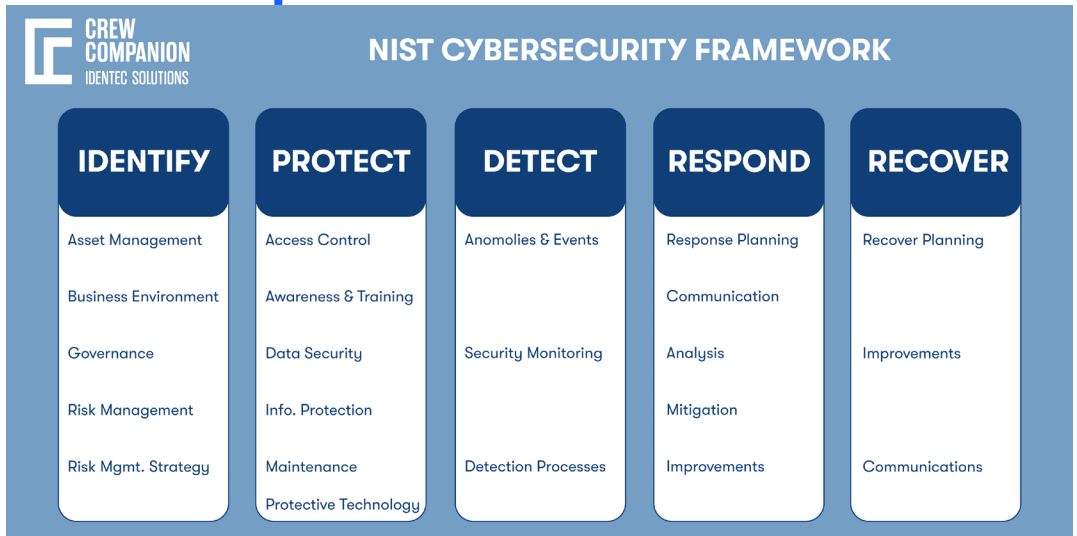 CREW
COMPANION
IDENTEC SOLUTIONS
NIST CYBERSECURITY FRAMEWORK
IDENTIFY
Asset Management
Business Environment
Governance
Risk Management
Risk Mgmt. Strategy
PROTECT
Access Control
Awareness & Training
Data Security
Info. Protection
Maintenance
Protective Technology
DETECT
Anomolies & Events
Security Monitoring
Detection Processes
RESPOND
Response Planning
Communication
Analysis
Mitigation
Improvements
RECOVER
Recover Planning
Improvements
Communications